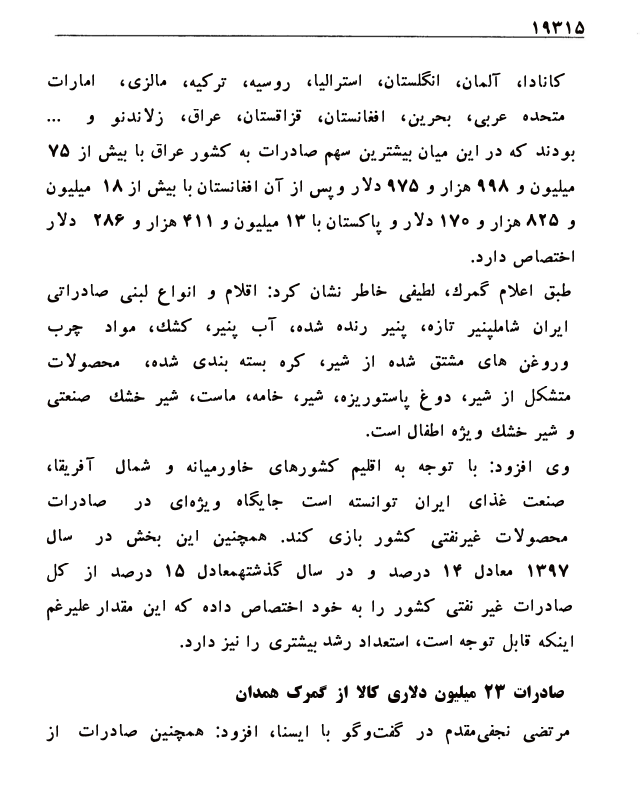 ۱۹۳۱۵
کانادا، آلمان، انگلستان، استرالیا، روسیه، ترکیه، مالزی، امارات
متحده عربی، بحرین، افغانستان، قزاقستان، عراق، زلاندنو و ...
بودند که در این میان بیشترین سهم صادرات به کشور عراق با بیش از ۷۵
میلیون و ۹۹۸ هزار و ۹۷۵ دلار و پس از آن افغانستان با بیش از ۱۸ میلیون
و ۸۲۵ هزار و ۱۷۰ دلار و پاکستان با ۱۳ میلیون و ۴۱۱ هزار و ۲۸۶ دلار
اختصاص دارد.
طبق اعلام گمرك، لطیفی خاطر نشان کرد: اقلام و انواع لبنی صادراتی
ایران شاملپنیر تازه، پنیر رنده شده، آب پنیر، کشك، مواد چرب
وروغن های مشتق شده از شیر، کره بسته بندی شده، محصولات
متشکل از شیر، دوغ پاستوریزه، شیر، خامه، ماست، شیر خشك صنعتی
و شیر خشك ویژه اطفال است.
وی افزود: با توجه به اقلیم کشورهای خاورمیانه و شمال آفریقا،
صنعت غذای ایران توانسته است جایگاه ویژه‌ای در صادرات
محصولات غیرنفتی کشور بازی کند. همچنین این بخش در سال
۱۳۹۷ معادل ۱۴ درصد و در سال گذشتهمعادل ۱۵ درصد از کل
صادرات غیر نفتی کشور را به خود اختصاص داده که این مقدار علیرغم
اینکه قابل توجه است، استعداد رشد بیشتری را نیز دارد.
صادرات ۲۳ میلیون دلاری کالا از گمرک همدان
مرتضی نجفی‌مقدم در گفت‌وگو با ایسنا، افزود: همچنین صادرات از